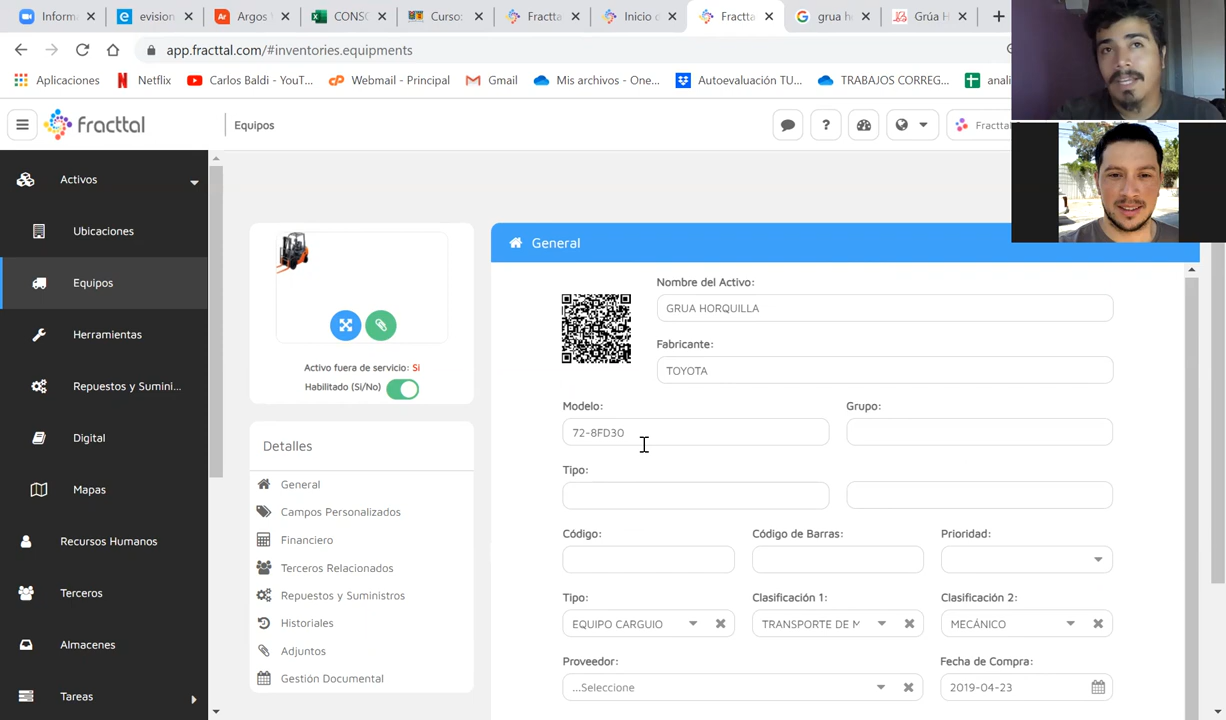 Inform
evision
Argos
CONS
Curso:
Fractta
Inicio d
Fractta
grua h
Grúa H
app.fracttal.com/#inventories.equipments
Aplicaciones
Netflix
Carlos Baldi - YouT...
Webmail - Principal
Gmail
Mis archivos - One...
Autoevaluación TU...
TRABAJOS CORREG...
anali
fracttal
Equipos
?
Fracttal
Activos
Ubicaciones
Equipos
Herramientas
Repuestos y Sumini...
Digital
Mapas
Recursos Humanos
Terceros
Almacenes
Tareas
Activo fuera de servicio: Si
Habilitado (Si/No)
Detalles
General
Campos Personalizados
Financiero
Terceros Relacionados
Repuestos y Suministros
Historiales
Adjuntos
Gestión Documental
General
Nombre del Activo:
GRUA HORQUILLA
Fabricante:
TOYOTA
Modelo:
Grupo:
72-8FD30
Tipo:
Código:
Código de Barras:
Prioridad:
Tipo:
Clasificación 1:
Clasificación 2:
EQUIPO CARGUIO
TRANSPORTE DE M
MECÁNICO
Proveedor:
Fecha de Compra:
...Seleccione
2019-04-23